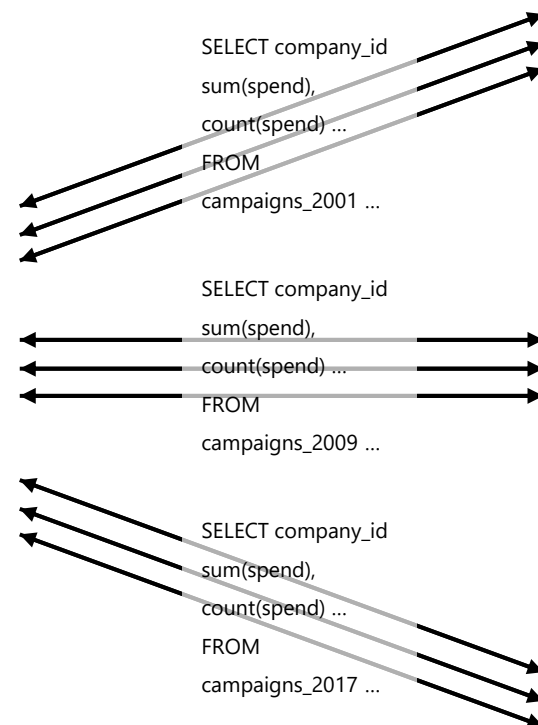 SELECT company_id
sum(spend),
count(spend) ...
FROM
campaigns_2001 ...
SELECT company_id
sum(spend),
count(spend) ...
FROM
campaigns_2009 ...
SELECT company_id
sum(spend),
count(spend) ...
FROM
campaigns_2017 ...